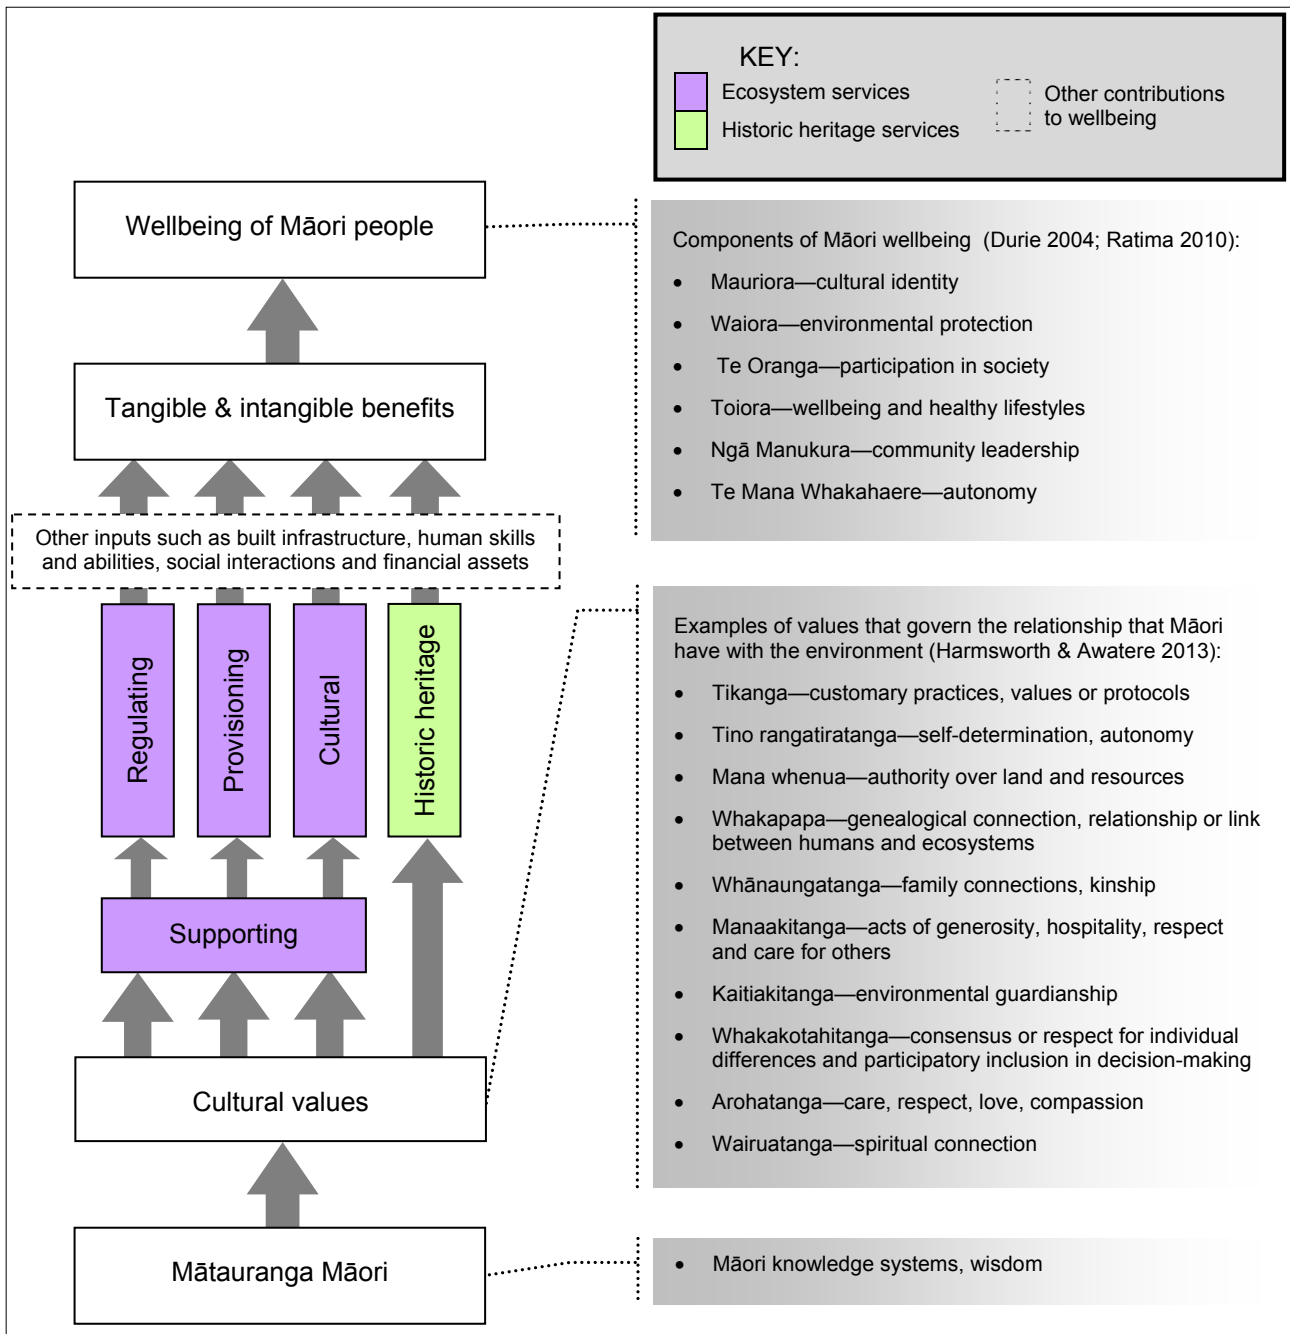 KEY:
Ecosystem services
Historic heritage services
Other contributions
to wellbeing
Wellbeing of Māori people
Tangible & intangible benefits
Other inputs such as built infrastructure, human skills
and abilities, social interactions and financial assets
Regulating
Provisioning
Cultural
Historic heritage
Supporting
Cultural values
Mātauranga Māori
Components of Māori wellbeing (Durie 2004; Ratima 2010):
• Mauriora—cultural identity
• Waiora—environmental protection
• Te Oranga—participation in society
• Toiora—wellbeing and healthy lifestyles
• Ngā Manukura—community leadership
• Te Mana Whakahaere—autonomy
Examples of values that govern the relationship that Māori
have with the environment (Harmsworth & Awatere 2013):
• Tikanga—customary practices, values or protocols
• Tino rangatiratanga—self-determination, autonomy
• Mana whenua—authority over land and resources
• Whakapapa—genealogical connection, relationship or link
between humans and ecosystems
• Whānaungatanga—family connections, kinship
• Manaakitanga—acts of generosity, hospitality, respect
and care for others
• Kaitiakitanga—environmental guardianship
• Whakakotahitanga—consensus or respect for individual
differences and participatory inclusion in decision-making
• Arohatanga—care, respect, love, compassion
• Wairuatanga—spiritual connection
• Māori knowledge systems, wisdom